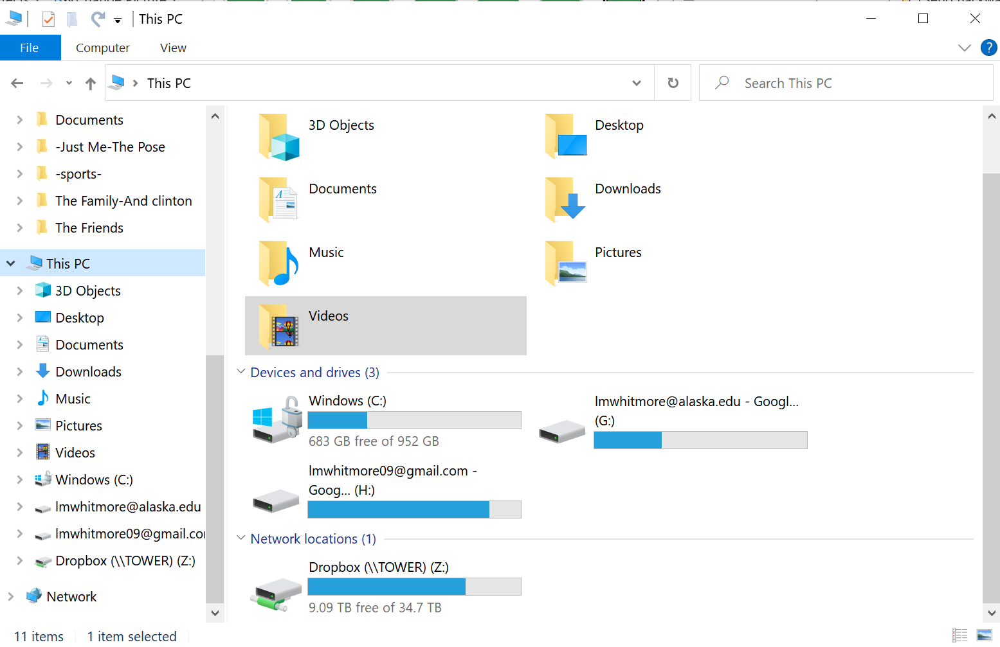 This PC
File
Computer
View
?
This PC
Search This PC
Documents
-Just Me-The Pose
-sports-
The Family-And clinton
The Friends
This PC
3D Objects
Desktop
Documents
Downloads
Music
Pictures
Videos
Windows (C:)
lmwhitmore@alaska.edu
lmwhitmore09@gmail.co
Dropbox (\\TOWER) (Z:)
Network
3D Objects
Desktop
Documents
Downloads
Music
Pictures
Videos
Devices and drives (3)
Windows (C:)
683 GB free of 952 GB
lmwhitmore@alaska.edu - Googl...
(G:)
lmwhitmore09@gmail.com -
Goog... (H:)
Network locations (1)
Dropbox (\\TOWER) (Z:)
9.09 TB free of 34.7 TB
11 items
1 item selected